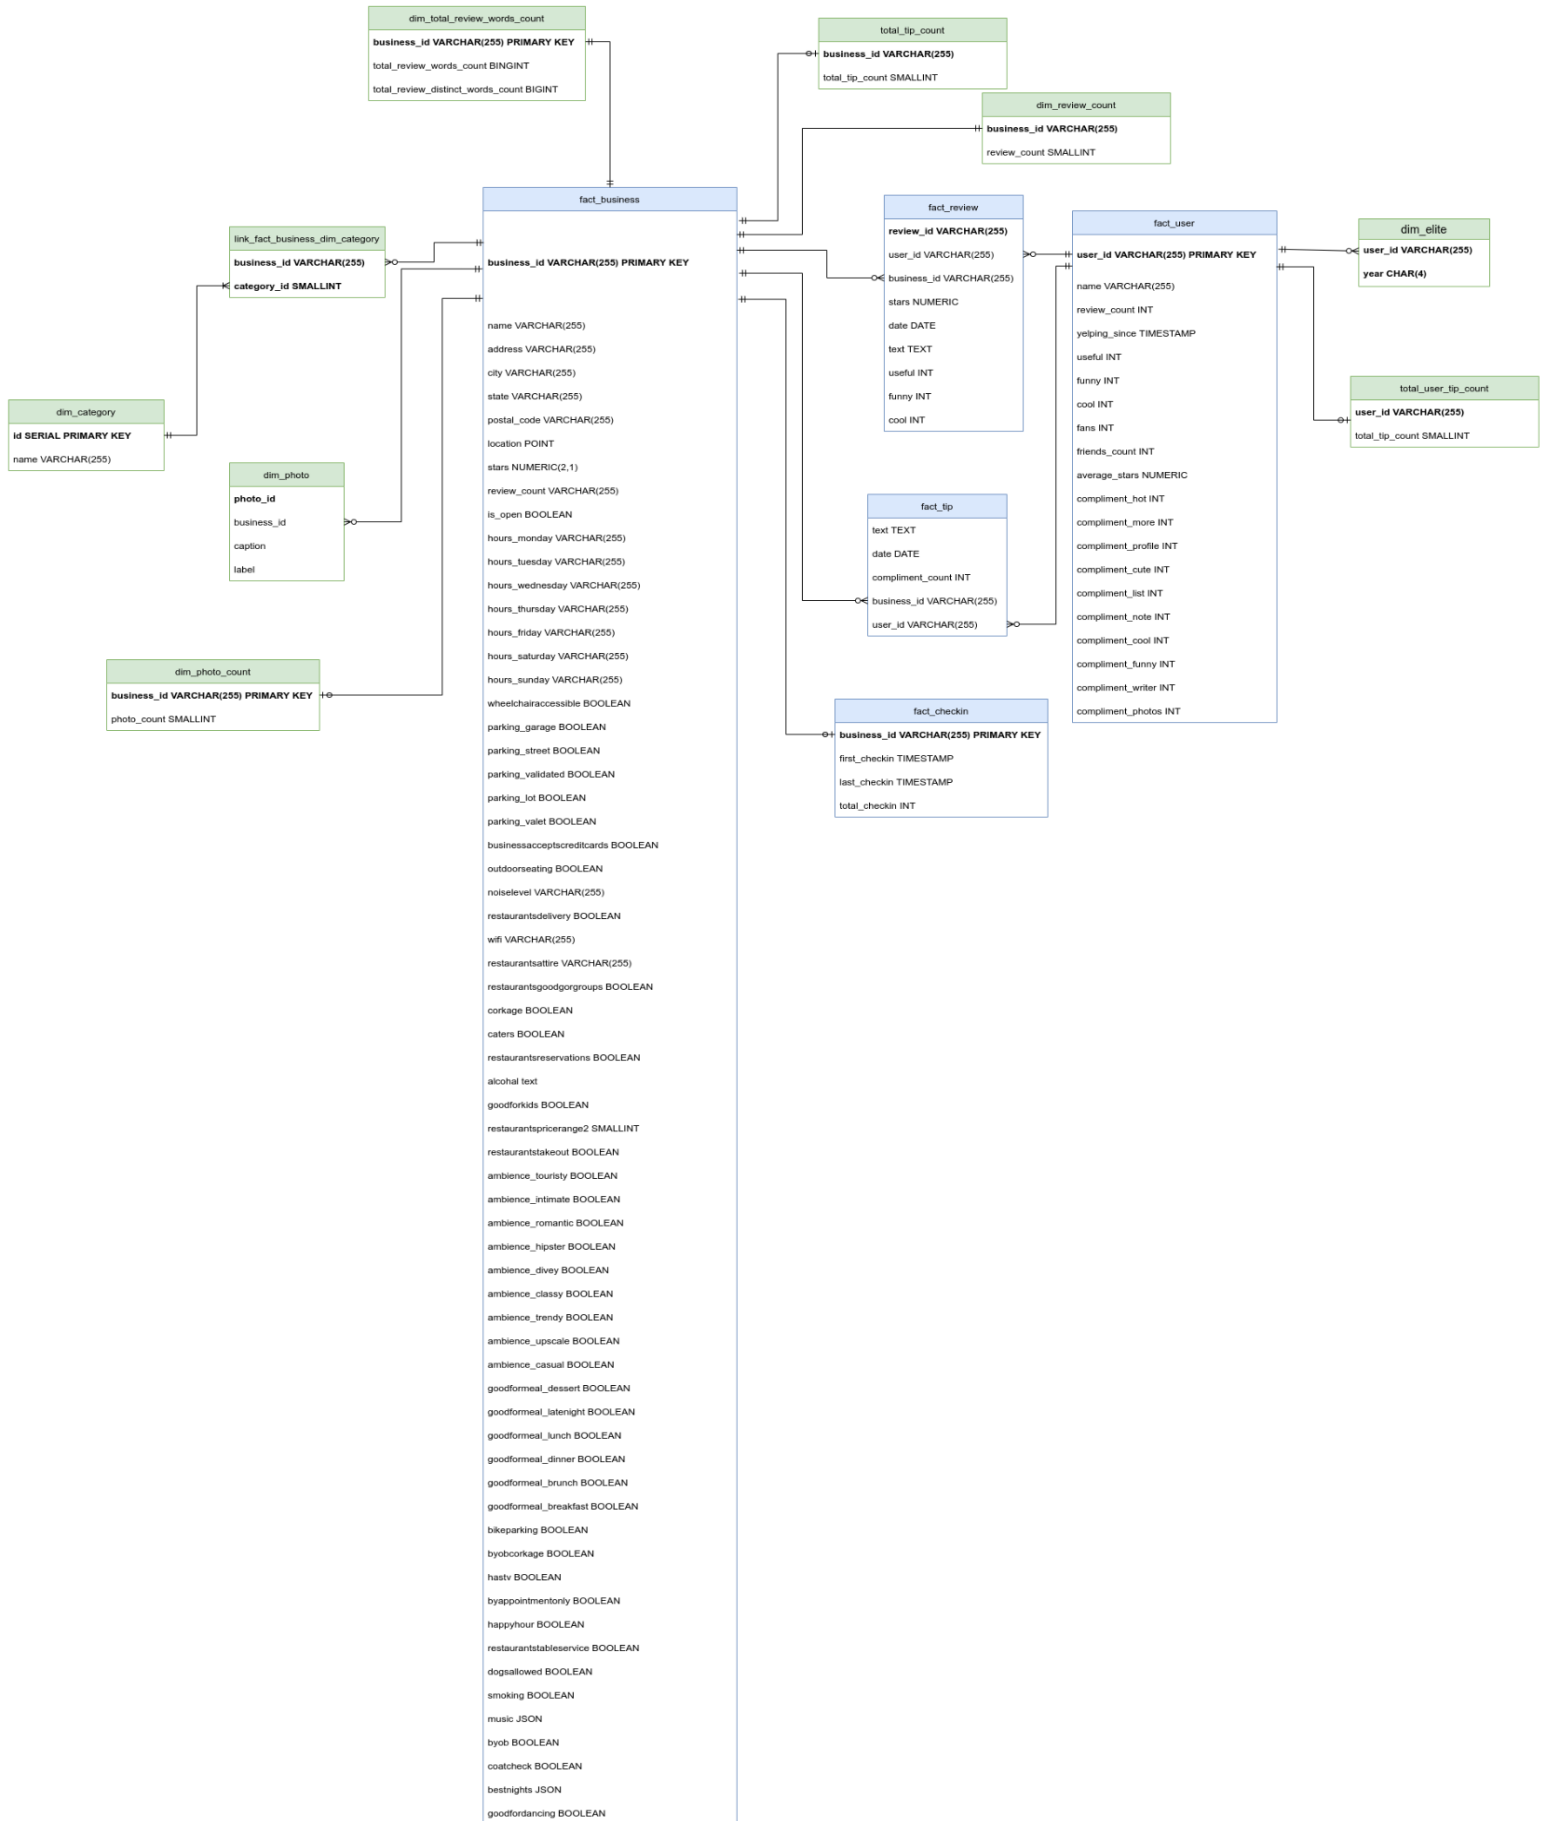 dim_total_review_words_count
business_id VARCHAR(255) PRIMARY KEY
total_review_words_count BINGINT
total_review_distinct_words_count BIGINT
total_tip_count
business_id VARCHAR(255)
total_tip_count SMALLINT
dim_review_count
business_id VARCHAR(255)
review_count SMALLINT
link_fact_business_dim_category
business_id VARCHAR(255)
category_id SMALLINT
dim_category
id SERIAL PRIMARY KEY
name VARCHAR(255)
dim_photo
photo_id
business_id
caption
label
dim_photo_count
business_id VARCHAR(255) PRIMARY KEY
photo_count SMALLINT
fact_business
business_id VARCHAR(255) PRIMARY KEY
name VARCHAR(255)
address VARCHAR(255)
city VARCHAR(255)
state VARCHAR(255)
postal_code VARCHAR(255)
location POINT
stars NUMERIC(2,1)
review_count VARCHAR(255)
is_open BOOLEAN
hours_monday VARCHAR(255)
hours_tuesday VARCHAR(255)
hours_wednesday VARCHAR(255)
hours_thursday VARCHAR(255)
hours_friday VARCHAR(255)
hours_saturday VARCHAR(255)
hours_sunday VARCHAR(255)
wheelchairaccessible BOOLEAN
parking_garage BOOLEAN
parking_street BOOLEAN
parking_validated BOOLEAN
parking_lot BOOLEAN
parking_valet BOOLEAN
businessacceptscreditcards BOOLEAN
outdoorseating BOOLEAN
noiselevel VARCHAR(255)
restaurantsdelivery BOOLEAN
wifi VARCHAR(255)
restaurantsattire VARCHAR(255)
restaurantsgoodgorgroups BOOLEAN
corkage BOOLEAN
caters BOOLEAN
restaurantsreservations BOOLEAN
alcohal text
goodforkids BOOLEAN
restaurantspricerange2 SMALLINT
restaurantstakeout BOOLEAN
ambience_touristy BOOLEAN
ambience_intimate BOOLEAN
ambience_romantic BOOLEAN
ambience_hipster BOOLEAN
ambience_divey BOOLEAN
ambience_classy BOOLEAN
ambience_trendy BOOLEAN
ambience_upscale BOOLEAN
ambience_casual BOOLEAN
goodformeal_dessert BOOLEAN
goodformeal_latenight BOOLEAN
goodformeal_lunch BOOLEAN
goodformeal_dinner BOOLEAN
goodformeal_brunch BOOLEAN
goodformeal_breakfast BOOLEAN
bikeparking BOOLEAN
byobcorkage BOOLEAN
hastv BOOLEAN
byappointmentonly BOOLEAN
happyhour BOOLEAN
restaurantstableservice BOOLEAN
dogsallowed BOOLEAN
smoking BOOLEAN
music JSON
byob BOOLEAN
coatcheck BOOLEAN
bestnights JSON
goodfordancing BOOLEAN
fact_review
review_id VARCHAR(255)
user_id VARCHAR(255)
business_id VARCHAR(255)
stars NUMERIC
date DATE
text TEXT
useful INT
funny INT
cool INT
fact_tip
text TEXT
date DATE
compliment_count INT
business_id VARCHAR(255)
user_id VARCHAR(255)
fact_checkin
business_id VARCHAR(255) PRIMARY KEY
first_checkin TIMESTAMP
last_checkin TIMESTAMP
total_checkin INT
fact_user
user_id VARCHAR(255) PRIMARY KEY
name VARCHAR(255)
review_count INT
yelping_since TIMESTAMP
useful INT
funny INT
cool INT
fans INT
friends_count INT
average_stars NUMERIC
compliment_hot INT
compliment_more INT
compliment_profile INT
compliment_cute INT
compliment_list INT
compliment_note INT
compliment_cool INT
compliment_funny INT
compliment_writer INT
compliment_photos INT
dim_elite
user_id VARCHAR(255)
year CHAR(4)
total_user_tip_count
user_id VARCHAR(255)
total_tip_count SMALLINT